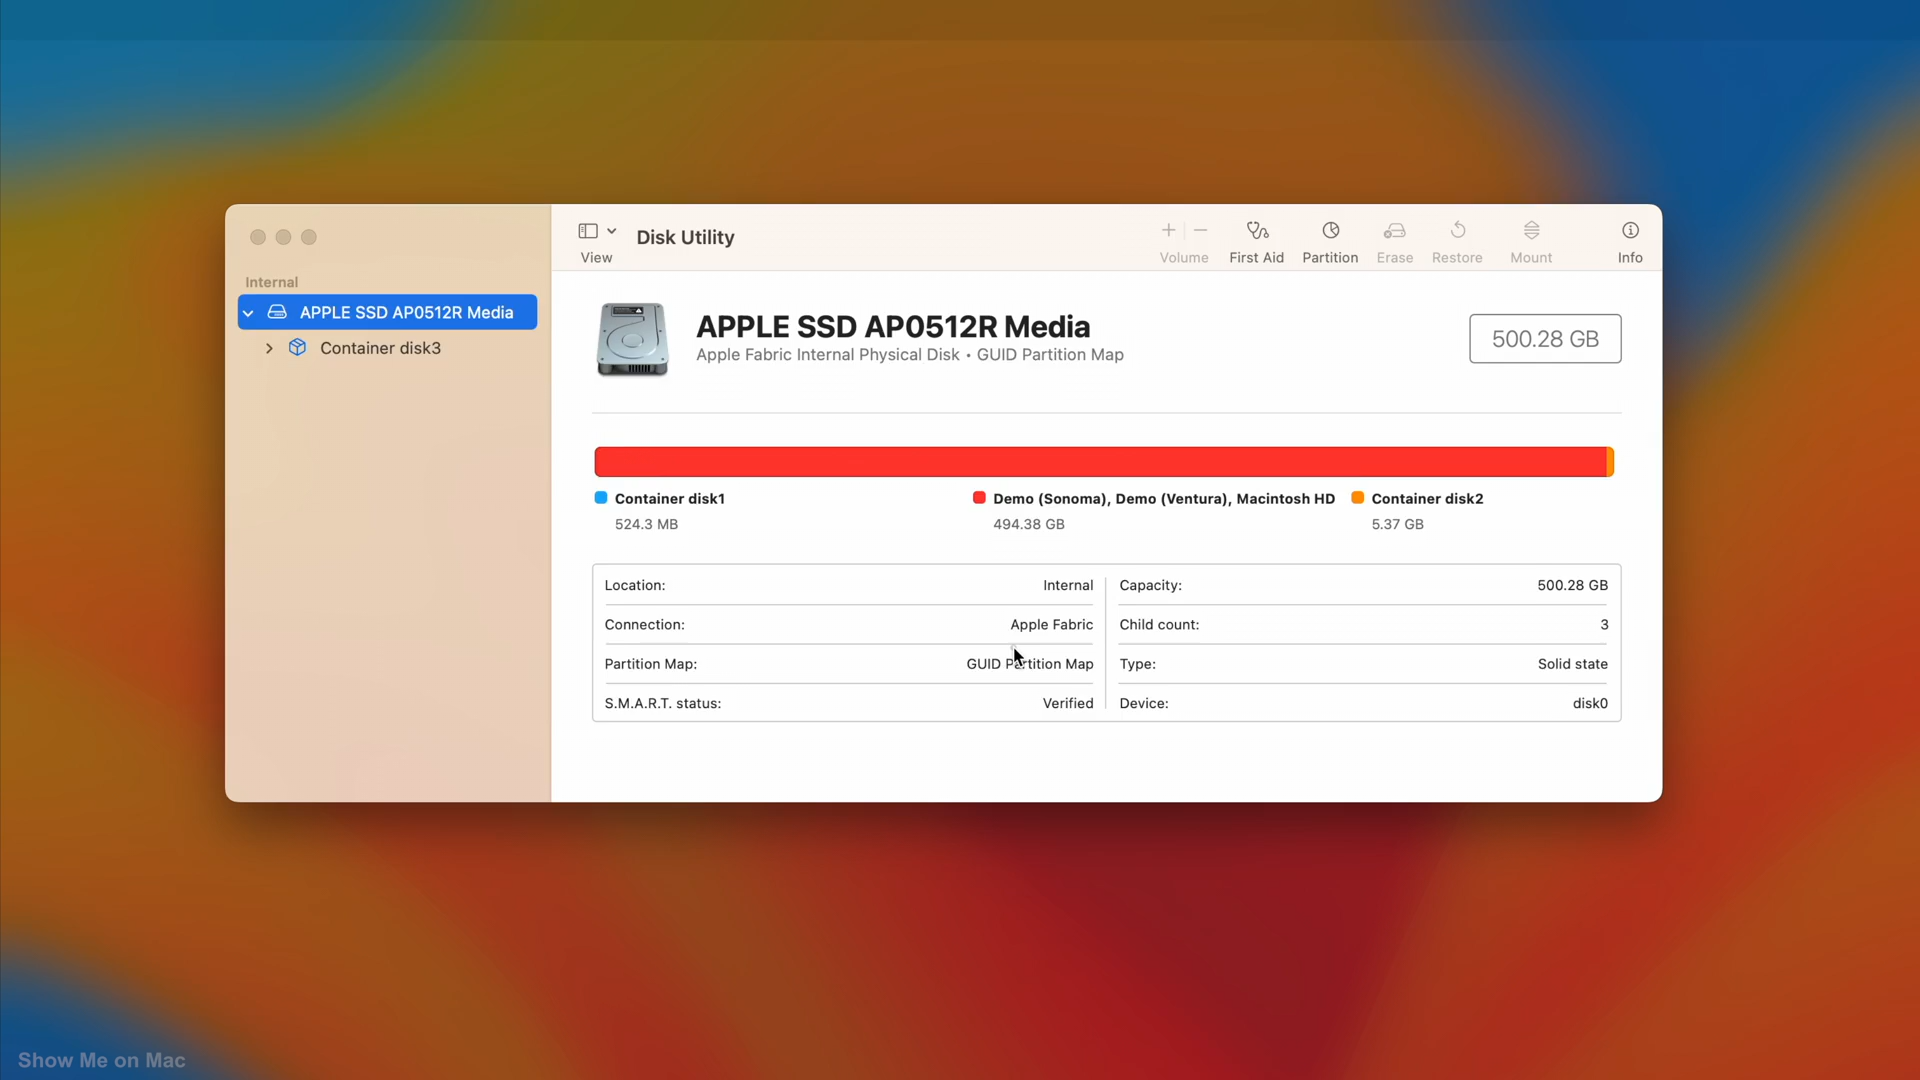 Disk Utility
View
Volume
First Aid
Partition
Erase
Restore
Mount
Info
Internal
APPLE SSD AP0512R Media
Container disk3
APPLE SSD AP0512R Media
Apple Fabric Internal Physical Disk • GUID Partition Map
500.28 GB
Container disk1
524.3 MB
Demo (Sonoma), Demo (Ventura), Macintosh HD
494.38 GB
Container disk2
5.37 GB
Location: Internal
Connection: Apple Fabric
Partition Map: GUID Partition Map
S.M.A.R.T. status: Verified
Capacity: 500.28 GB
Child count: 3
Type: Solid state
Device: disk0
Show Me on Mac